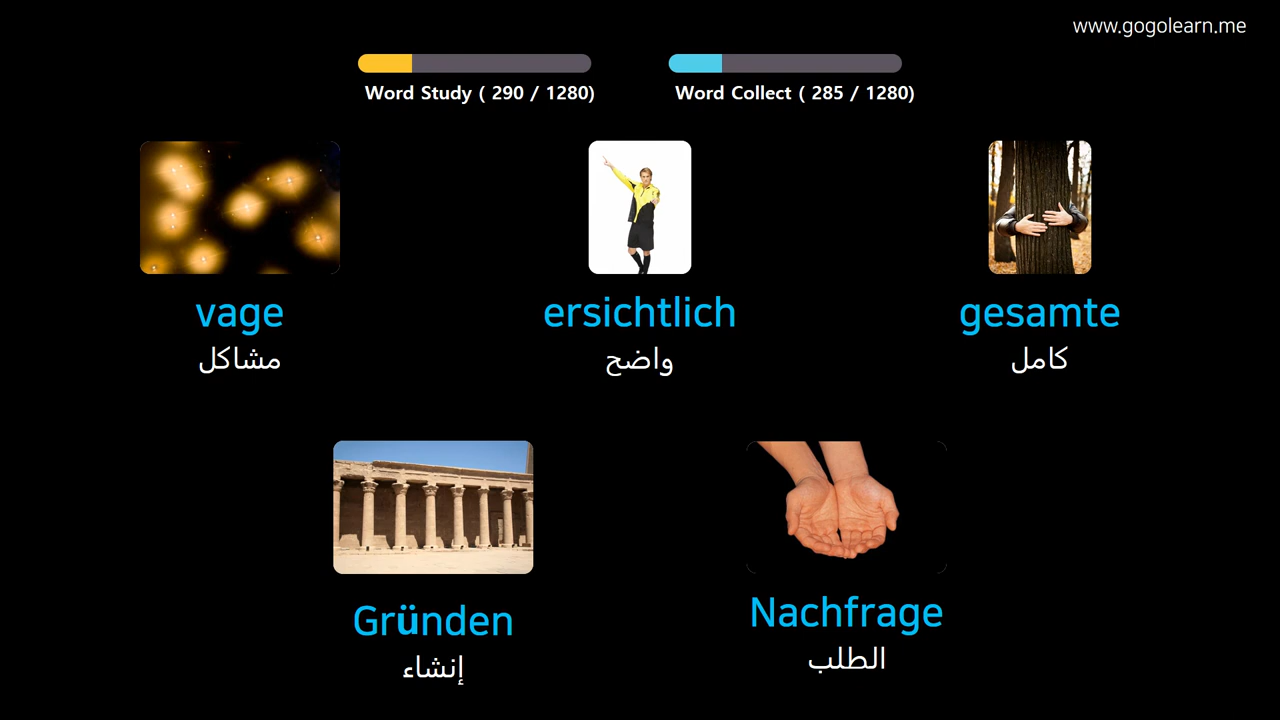 www.gogolearn.me
Word Study ( 290 / 1280)
Word Collect ( 285 / 1280)
vage
ersichtlich
gesamte
مشاكل
واضح
كامل
Gründen
Nachfrage
إنشاء
الطلب